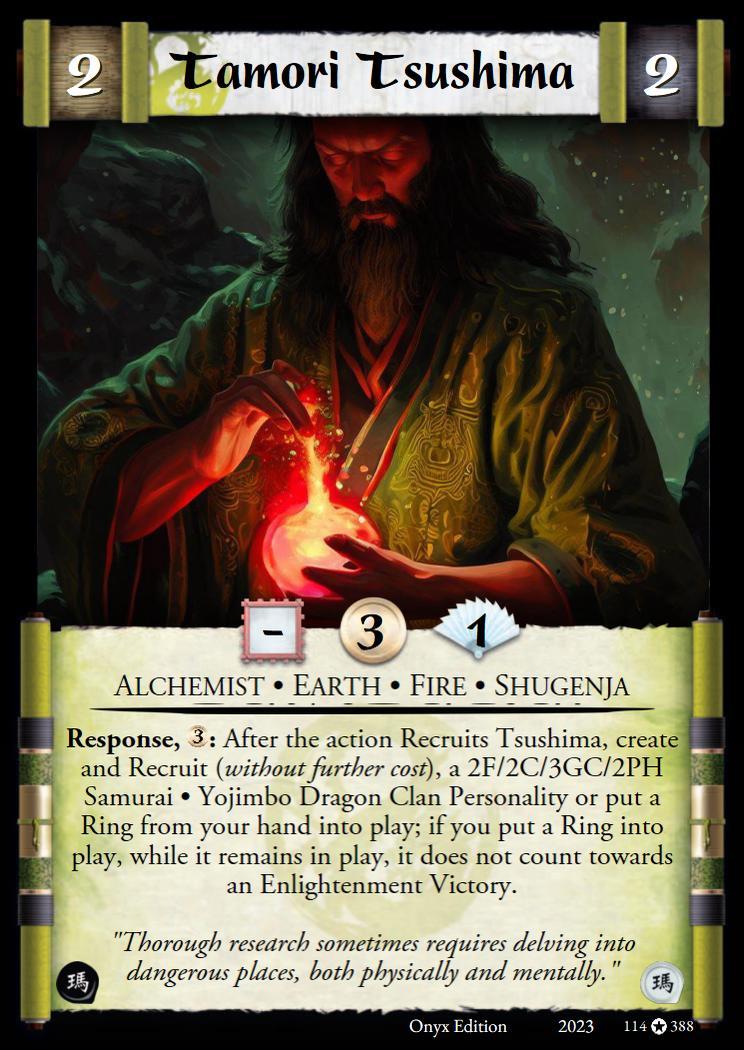 2 Tamori Tsushima 2
- 3 1
ALCHEMIST • EARTH • FIRE • SHUGENJA
Response, 3: After the action Recruits Tsushima, create
and Recruit (without further cost), a 2F/2C/3GC/2PH
Samurai • Yojimbo Dragon Clan Personality or put a
Ring from your hand into play; if you put a Ring into
play, while it remains in play, it does not count towards
an Enlightenment Victory.
"Thorough research sometimes requires delving into
dangerous places, both physically and mentally."
瑪 瑪
Onyx Edition 2023 114 ✪ 388